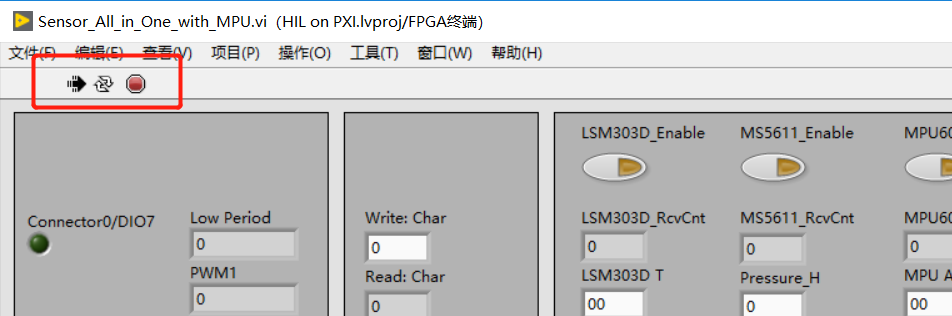 Sensor_All_in_One_with_MPU.vi（HIL on PXI.lvproj/FPGA终端）
文件(F) 编辑(E) 查看(V) 项目(P) 操作(O) 工具(T) 窗口(W) 帮助(H)
LSM303D_Enable MS5611_Enable MPU60
Connector0/DIO7 Low Period Write: Char LSM303D_RcvCnt MS5611_RcvCnt MPU60
0 0 0 0 0
PWM1 Read: Char LSM303D T Pressure_H MPU A
0 0 00 0 00